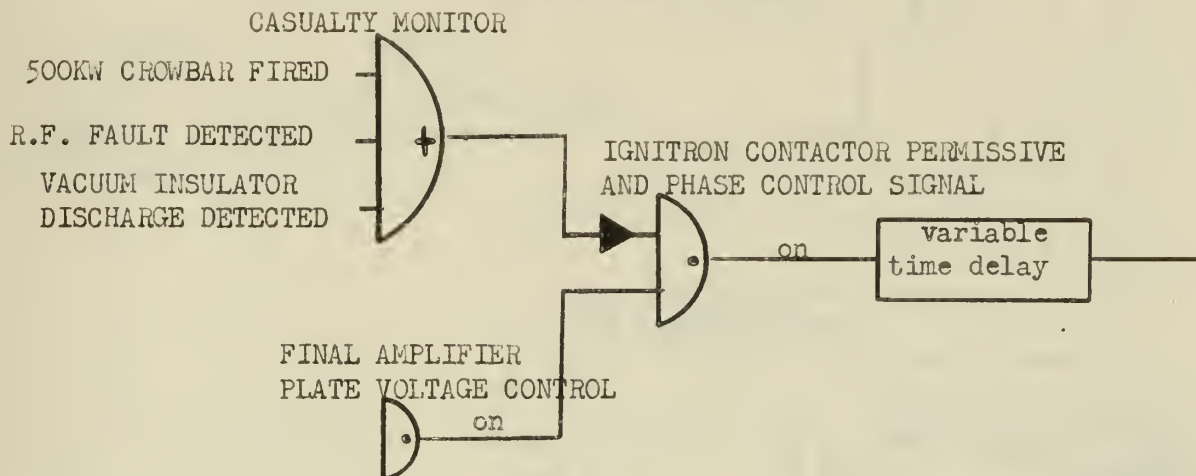 CASUALTY MONITOR
500KW CROWBAR FIRED
R.F. FAULT DETECTED
VACUUM INSULATOR
DISCHARGE DETECTED
+
IGNITRON CONTACTOR PERMISSIVE
AND PHASE CONTROL SIGNAL
on
variable
time delay
FINAL AMPLIFIER
PLATE VOLTAGE CONTROL
on